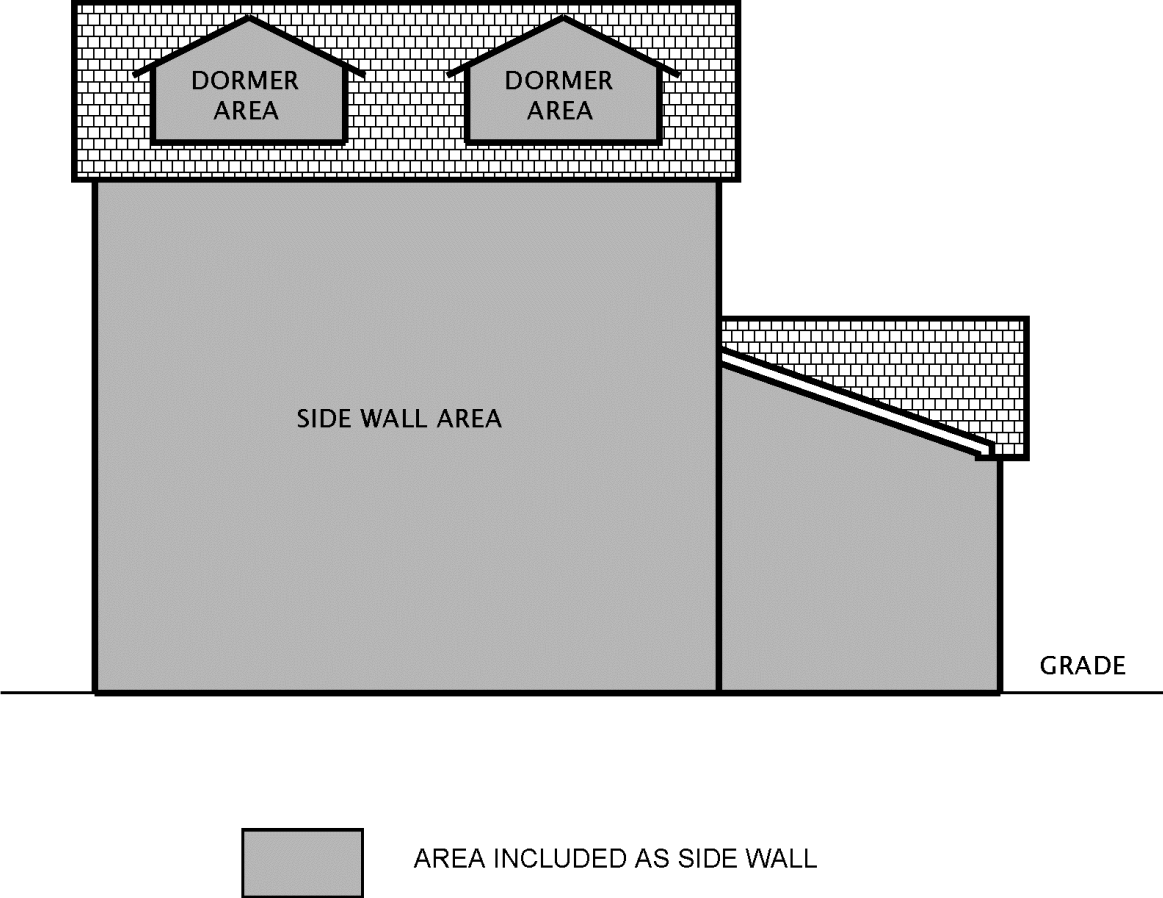 DORMER
AREA
DORMER
AREA
SIDE WALL AREA
GRADE
AREA INCLUDED AS SIDE WALL